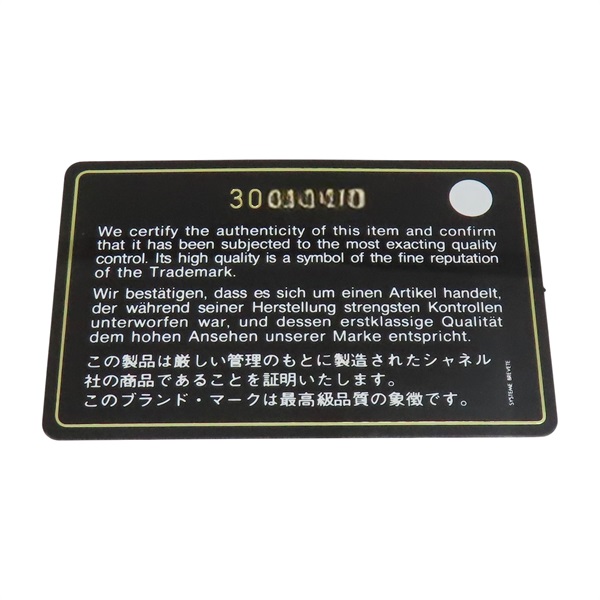 We certify the authenticity of this item and confirm
that it has been subjected to the most exacting quality
control. Its high quality is a symbol of the fine reputation
of the Trademark.
Wir bestätigen, dass es sich um einen Artikel handelt,
der während seiner Herstellung strengsten Kontrollen
unterworfen war, und dessen erstklassige Qualität
dem hohen Ansehen unserer Marke entspricht.
この製品は厳しい管理のもとに製造されたシャネル
社の商品であることを証明いたします。
このブランド・マークは最高級品質の象徴です。
SYSTEME BREVETE